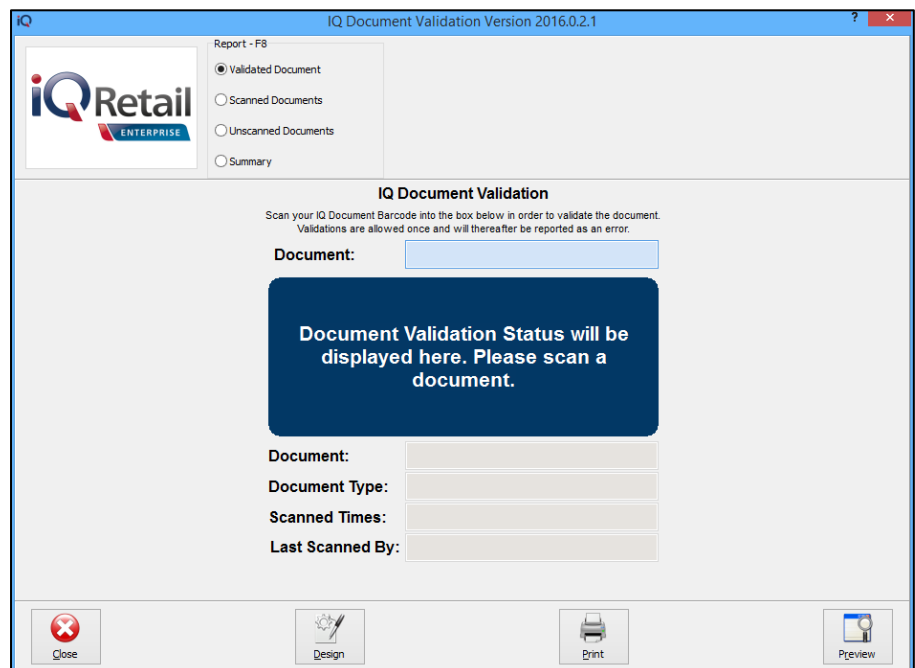 iQ
IQ Document Validation Version 2016.0.2.1
?
×
iQ Retail
ENTERPRISE
Report - F8
Validated Document
Scanned Documents
Unscanned Documents
Summary
IQ Document Validation
Scan your IQ Document Barcode into the box below in order to validate the document.
Validations are allowed once and will thereafter be reported as an error.
Document:
Document Validation Status will be
displayed here. Please scan a
document.
Document:
Document Type:
Scanned Times:
Last Scanned By:
Close
Design
Print
Preview